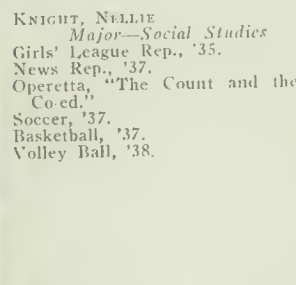 KNIGHT, NELLIE
Major—Social Studies
Girls' League Rep., '35.
News Rep., '37.
Operetta, "The Count and the
Co-ed."
Soccer, '37.
Basketball, '37.
Volley Ball, '38.